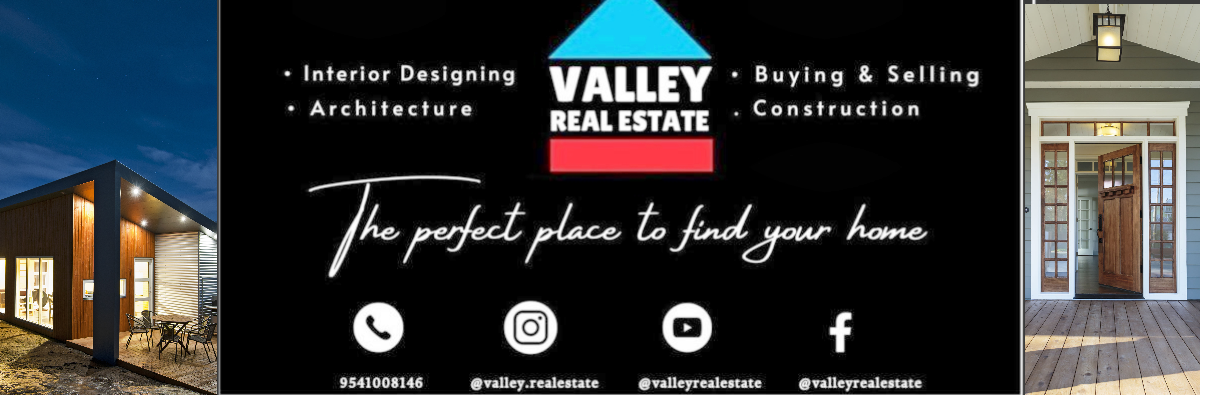 • Interior Designing
• Architecture
VALLEY
REAL ESTATE
• Buying & Selling
. Construction
The perfect place to find your home
9541008146
@valley.realestate
@valleyrealestate
@valleyrealestate